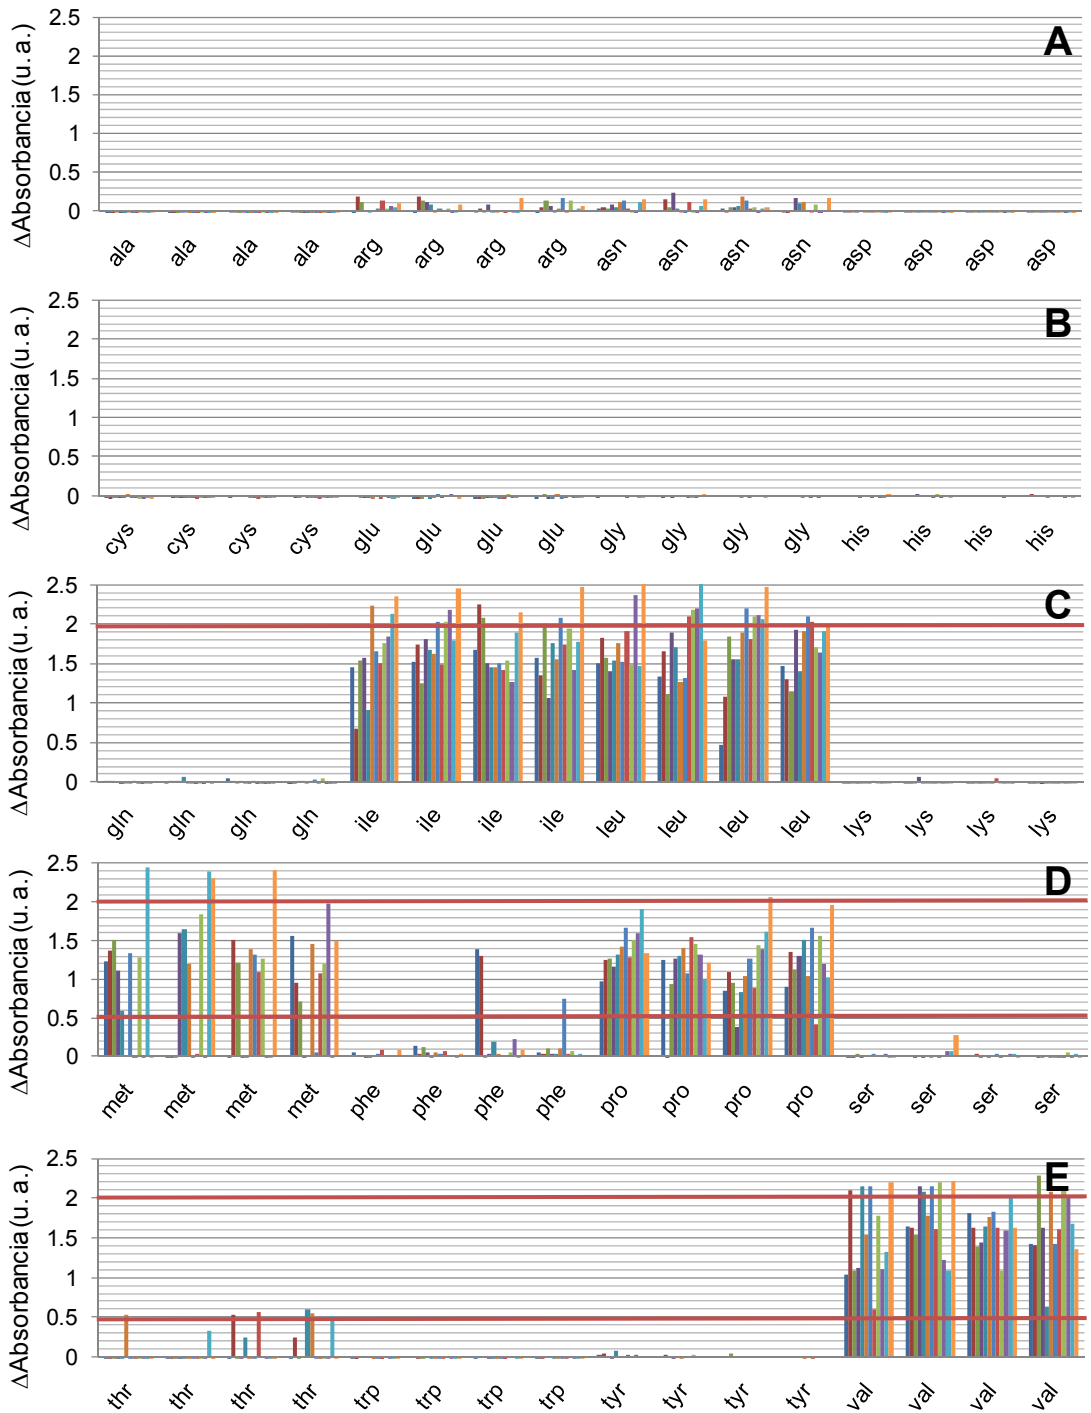 A
ΔAbsorbancia (u. a.)
2.5
2
1.5
1
0.5
0
ala ala ala ala arg arg arg arg asn asn asn asn asp asp asp asp
B
ΔAbsorbancia (u. a.)
2.5
2
1.5
1
0.5
0
cys cys cys cys glu glu glu glu gly gly gly gly his his his his
C
ΔAbsorbancia (u. a.)
2.5
2
1.5
1
0.5
0
gln gln gln gln ile ile ile ile leu leu leu leu lys lys lys lys
D
ΔAbsorbancia (u. a.)
2.5
2
1.5
1
0.5
0
met met met met phe phe phe phe pro pro pro pro ser ser ser ser
E
ΔAbsorbancia (u. a.)
2.5
2
1.5
1
0.5
0
thr thr thr thr trp trp trp trp tyr tyr tyr tyr val val val val